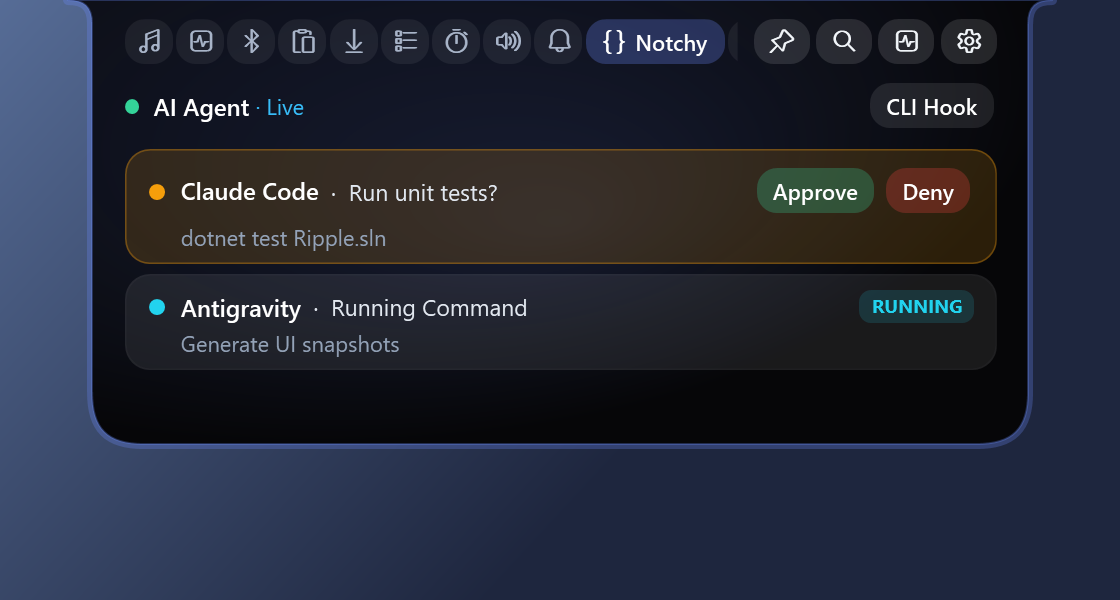 {} Notchy
AI Agent · Live
CLI Hook
Claude Code · Run unit tests?
Approve
Deny
dotnet test Ripple.sln
Antigravity · Running Command
RUNNING
Generate UI snapshots